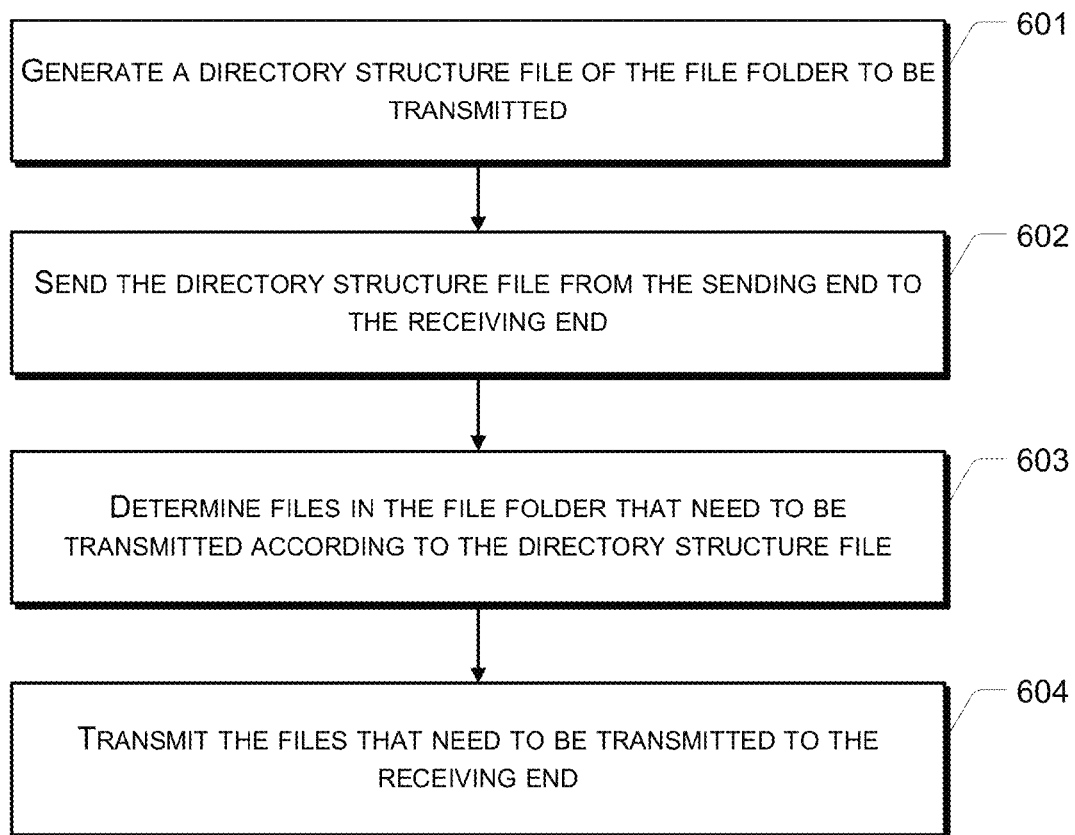 601
GENERATE A DIRECTORY STRUCTURE FILE OF THE FILE FOLDER TO BE
TRANSMITTED
602
SEND THE DIRECTORY STRUCTURE FILE FROM THE SENDING END TO
THE RECEIVING END
603
DETERMINE FILES IN THE FILE FOLDER THAT NEED TO BE
TRANSMITTED ACCORDING TO THE DIRECTORY STRUCTURE FILE
604
TRANSMIT THE FILES THAT NEED TO BE TRANSMITTED TO THE
RECEIVING END